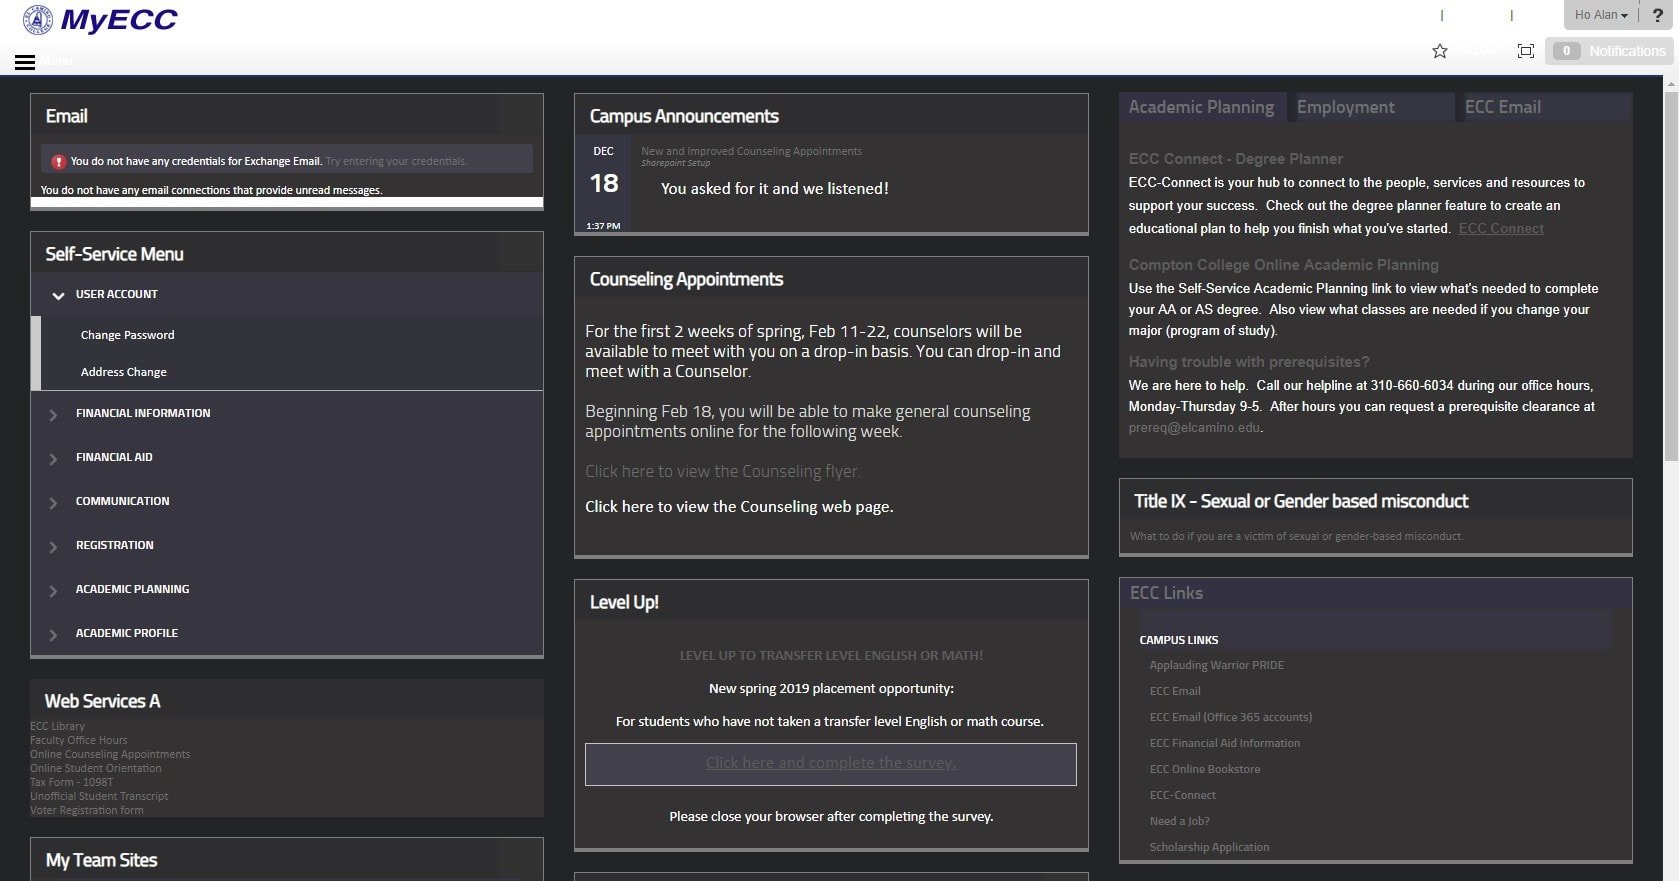 MyECC
Ho Alan
?
Menu
0 Notifications
Email
You do not have any credentials for Exchange Email. Try entering your credentials.
You do not have any email connections that provide unread messages.
Self-Service Menu
USER ACCOUNT
Change Password
Address Change
FINANCIAL INFORMATION
FINANCIAL AID
COMMUNICATION
REGISTRATION
ACADEMIC PLANNING
ACADEMIC PROFILE
Web Services A
ECC Library
Faculty Office Hours
Online Counseling Appointments
Online Student Orientation
Tax Form - 1098T
Unofficial Student Transcript
Voter Registration form
My Team Sites
Campus Announcements
DEC
18
1:37 PM
New and Improved Counseling Appointments
Sharepoint Setup
You asked for it and we listened!
Counseling Appointments
For the first 2 weeks of spring, Feb 11-22, counselors will be
available to meet with you on a drop-in basis. You can drop-in and
meet with a Counselor.
Beginning Feb 18, you will be able to make general counseling
appointments online for the following week.
Click here to view the Counseling flyer.
Click here to view the Counseling web page.
Level Up!
LEVEL UP TO TRANSFER LEVEL ENGLISH OR MATH!
New spring 2019 placement opportunity:
For students who have not taken a transfer level English or math course.
Click here and complete the survey.
Please close your browser after completing the survey.
Academic Planning Employment ECC Email
ECC Connect - Degree Planner
ECC-Connect is your hub to connect to the people, services and resources to
support your success. Check out the degree planner feature to create an
educational plan to help you finish what you've started. ECC Connect
Compton College Online Academic Planning
Use the Self-Service Academic Planning link to view what's needed to complete
your AA or AS degree. Also view what classes are needed if you change your
major (program of study).
Having trouble with prerequisites?
We are here to help. Call our helpline at 310-660-6034 during our office hours,
Monday-Thursday 9-5. After hours you can request a prerequisite clearance at
prereq@elcamino.edu.
Title IX - Sexual or Gender based misconduct
What to do if you are a victim of sexual or gender-based misconduct.
ECC Links
CAMPUS LINKS
Applauding Warrior PRIDE
ECC Email
ECC Email (Office 365 accounts)
ECC Financial Aid Information
ECC Online Bookstore
ECC-Connect
Need a Job?
Scholarship Application